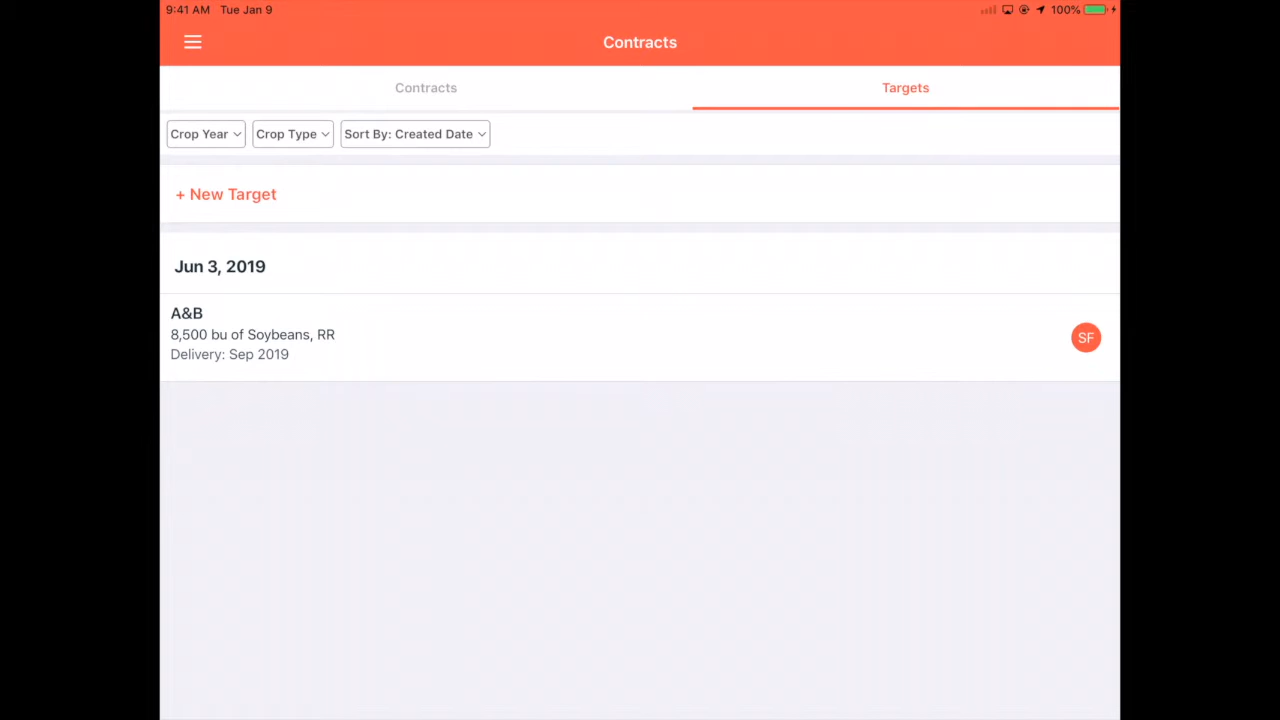 9:41 AM Tue Jan 9 100%
Contracts
Contracts Targets
Crop Year Crop Type Sort By: Created Date
+ New Target
Jun 3, 2019
A&B
8,500 bu of Soybeans, RR
SF
Delivery: Sep 2019